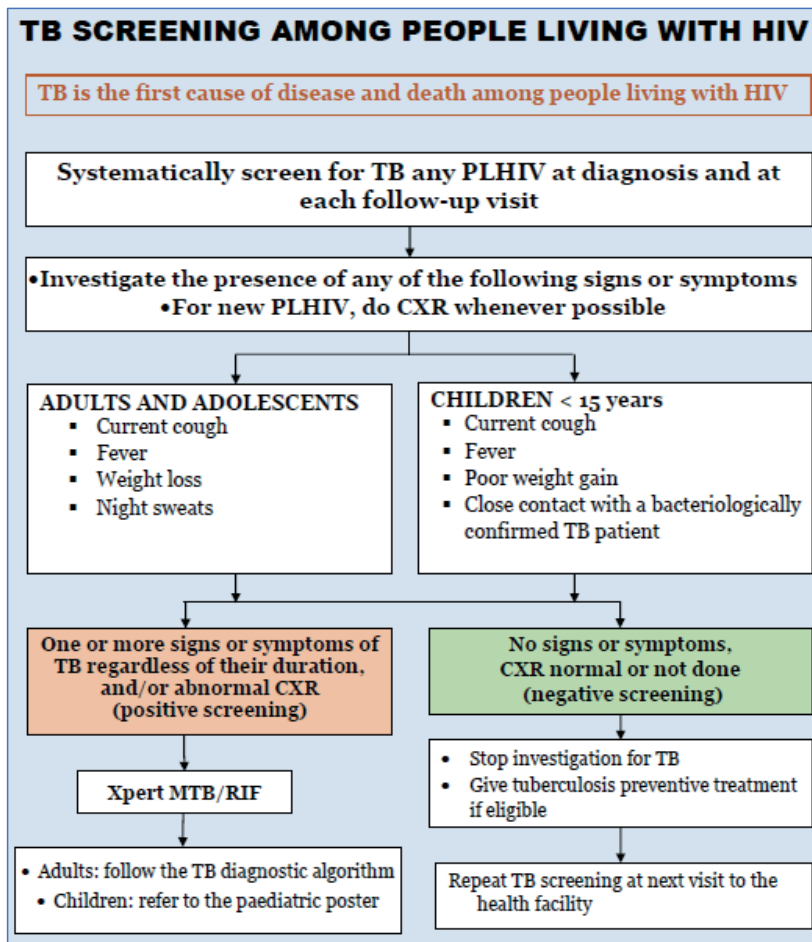 TB SCREENING AMONG PEOPLE LIVING WITH HIV
TB is the first cause of disease and death among people living with HIV
Systematically screen for TB any PLHIV at diagnosis and at
each follow-up visit
•Investigate the presence of any of the following signs or symptoms
•For new PLHIV, do CXR whenever possible
ADULTS AND ADOLESCENTS
▪ Current cough
▪ Fever
▪ Weight loss
▪ Night sweats
CHILDREN < 15 years
▪ Current cough
▪ Fever
▪ Poor weight gain
▪ Close contact with a bacteriologically
confirmed TB patient
One or more signs or symptoms of
TB regardless of their duration,
and/or abnormal CXR
(positive screening)
No signs or symptoms,
CXR normal or not done
(negative screening)
Xpert MTB/RIF
• Stop investigation for TB
• Give tuberculosis preventive treatment
if eligible
• Adults: follow the TB diagnostic algorithm
• Children: refer to the paediatric poster
Repeat TB screening at next visit to the
health facility